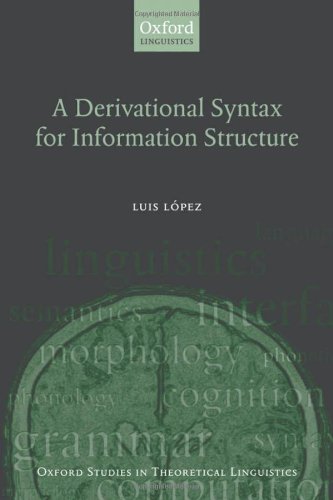 Oxford
LINGUISTICS
A Derivational Syntax
for Information Structure
LUIS LÓPEZ
linguistics
semantics
morphology
phonology
cognition
grammar
OXFORD STUDIES IN THEORETICAL LINGUISTICS